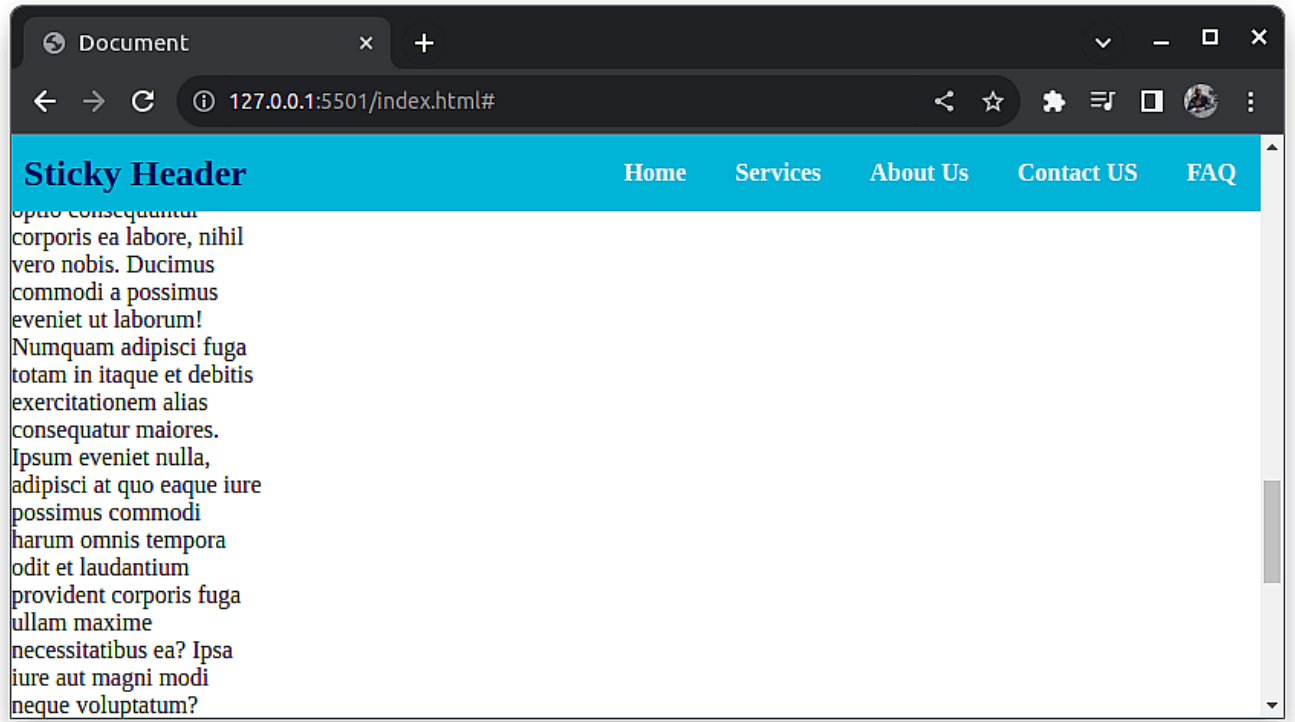 Document
127.0.0.1:5501/index.html#
Sticky Header Home Services About Us Contact US FAQ
optio consequuntur
corporis ea labore, nihil
vero nobis. Ducimus
commodi a possimus
eveniet ut laborum!
Numquam adipisci fuga
totam in itaque et debitis
exercitationem alias
consequatur maiores.
Ipsum eveniet nulla,
adipisci at quo eaque iure
possimus commodi
harum omnis tempora
odit et laudantium
provident corporis fuga
ullam maxime
necessitatibus ea? Ipsa
iure aut magni modi
neque voluptatum?